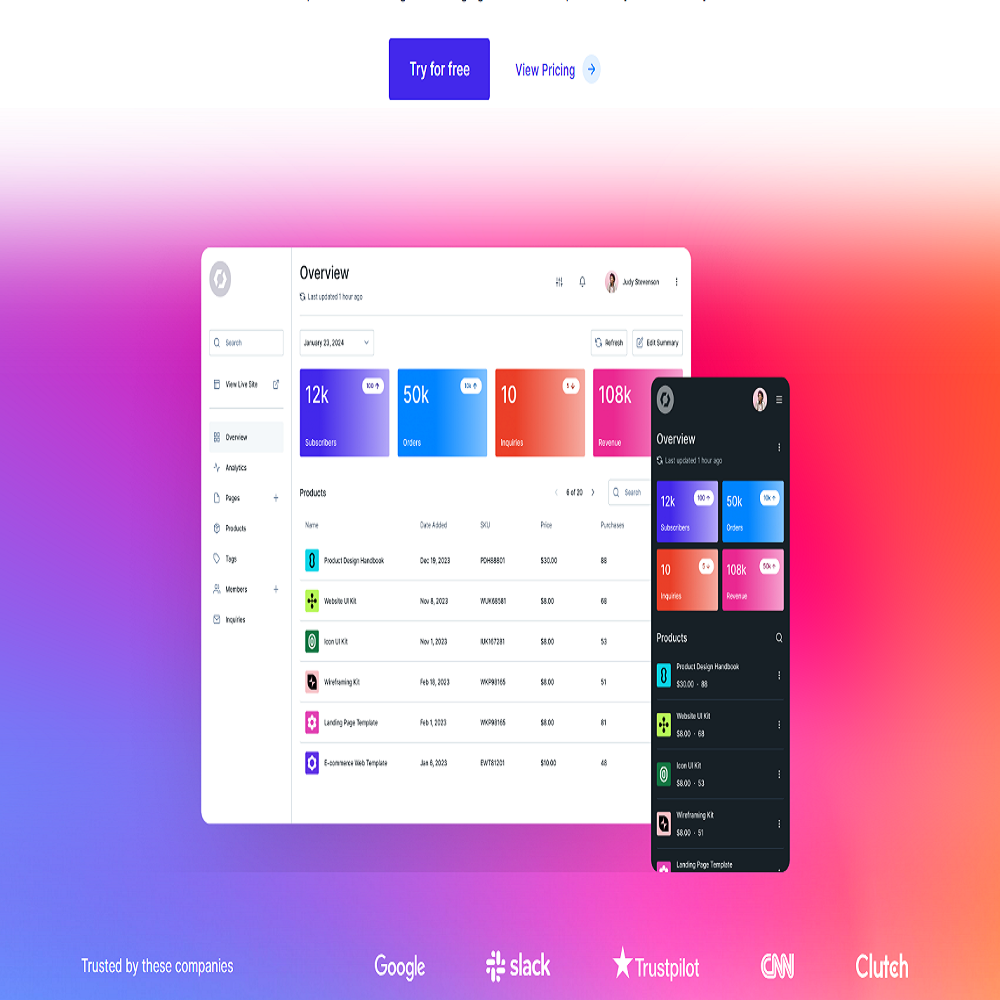 Try for free
View Pricing
Overview
Last updated 1 hour ago
Judy Stevenson
Search
January 23, 2024
Refresh
Edit Summary
View Live Site
12k
100
Subscribers
50k
10k
Orders
10
5
Inquiries
108k
Revenue
Overview
Analytics
Pages
Products
Tags
Members
Inquiries
Products
6 of 20
Search
Name Date Added SKU Price Purchases
Product Design Handbook Dec 19, 2023 PDH88801 $30.00 88
Website UI Kit Nov 8, 2023 WUK68581 $8.00 68
Icon UI Kit Nov 1, 2023 IUK167281 $8.00 53
Wireframing Kit Feb 18, 2023 WKP98165 $8.00 51
Landing Page Template Feb 1, 2023 WKP98165 $8.00 81
E-commerce Web Template Jan 6, 2023 EWT81201 $10.00 48
Overview
Last updated 1 hour ago
12k
100
Subscribers
50k
10k
Orders
10
5
Inquiries
108k
50k
Revenue
Products
Product Design Handbook
$30.00 · 88
Website UI Kit
$8.00 · 68
Icon UI Kit
$8.00 · 53
Wireframing Kit
$8.00 · 51
Landing Page Template
Trusted by these companies
Google
slack
Trustpilot
CNN
Clutch